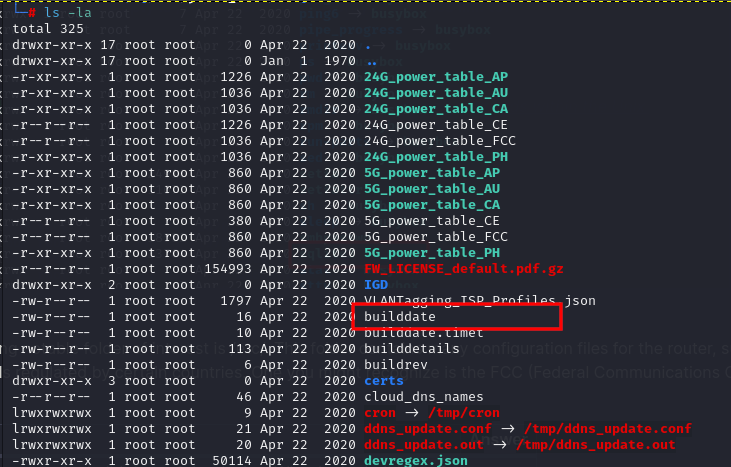 # ls -la
total 325
drwxr-xr-x 17 root root 0 Apr 22 2020 .
drwxr-xr-x 17 root root 0 Jan 1 1970 ..
-r-xr-xr-x 1 root root 1226 Apr 22 2020 24G_power_table_AP
-r-xr-xr-x 1 root root 1036 Apr 22 2020 24G_power_table_AU
-r-xr-xr-x 1 root root 1036 Apr 22 2020 24G_power_table_CA
-r--r--r-- 1 root root 1226 Apr 22 2020 24G_power_table_CE
-r--r--r-- 1 root root 1036 Apr 22 2020 24G_power_table_FCC
-r-xr-xr-x 1 root root 1036 Apr 22 2020 24G_power_table_PH
-r-xr-xr-x 1 root root 860 Apr 22 2020 5G_power_table_AP
-r-xr-xr-x 1 root root 860 Apr 22 2020 5G_power_table_AU
-r-xr-xr-x 1 root root 860 Apr 22 2020 5G_power_table_CA
-r--r--r-- 1 root root 380 Apr 22 2020 5G_power_table_CE
-r--r--r-- 1 root root 860 Apr 22 2020 5G_power_table_FCC
-r-xr-xr-x 1 root root 860 Apr 22 2020 5G_power_table_PH
-rw-r--r-- 1 root root 154993 Apr 22 2020 FW_LICENSE_default.pdf.gz
drwxr-xr-x 2 root root 0 Apr 22 2020 IGD
-rw-r--r-- 1 root root 1797 Apr 22 2020 VLANTagging_ISP_Profiles.json
-rw-r--r-- 1 root root 16 Apr 22 2020 builddate
-rw-r--r-- 1 root root 10 Apr 22 2020 builddate.timet
-rw-r--r-- 1 root root 113 Apr 22 2020 builddetails
-rw-r--r-- 1 root root 6 Apr 22 2020 buildrev
drwxr-xr-x 3 root root 0 Apr 22 2020 certs
-r--r--r-- 1 root root 46 Apr 22 2020 cloud_dns_names
lrwxrwxrwx 1 root root 9 Apr 22 2020 cron → /tmp/cron
lrwxrwxrwx 1 root root 21 Apr 22 2020 ddns_update.conf → /tmp/ddns_update.conf
lrwxrwxrwx 1 root root 20 Apr 22 2020 ddns_update.out → /tmp/ddns_update.out
-rwxr-xr-x 1 root root 50114 Apr 22 2020 devregex.json